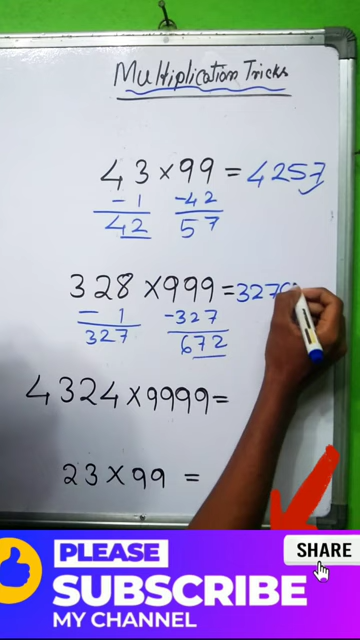 Multiplication Tricks
43 × 99 = 4257
- 1 -42
42 57
328 × 999 = 3276
- 1 -327
327 672
4324 × 9999 =
23 × 99 =
PLEASE
SUBSCRIBE
MY CHANNEL
SHARE